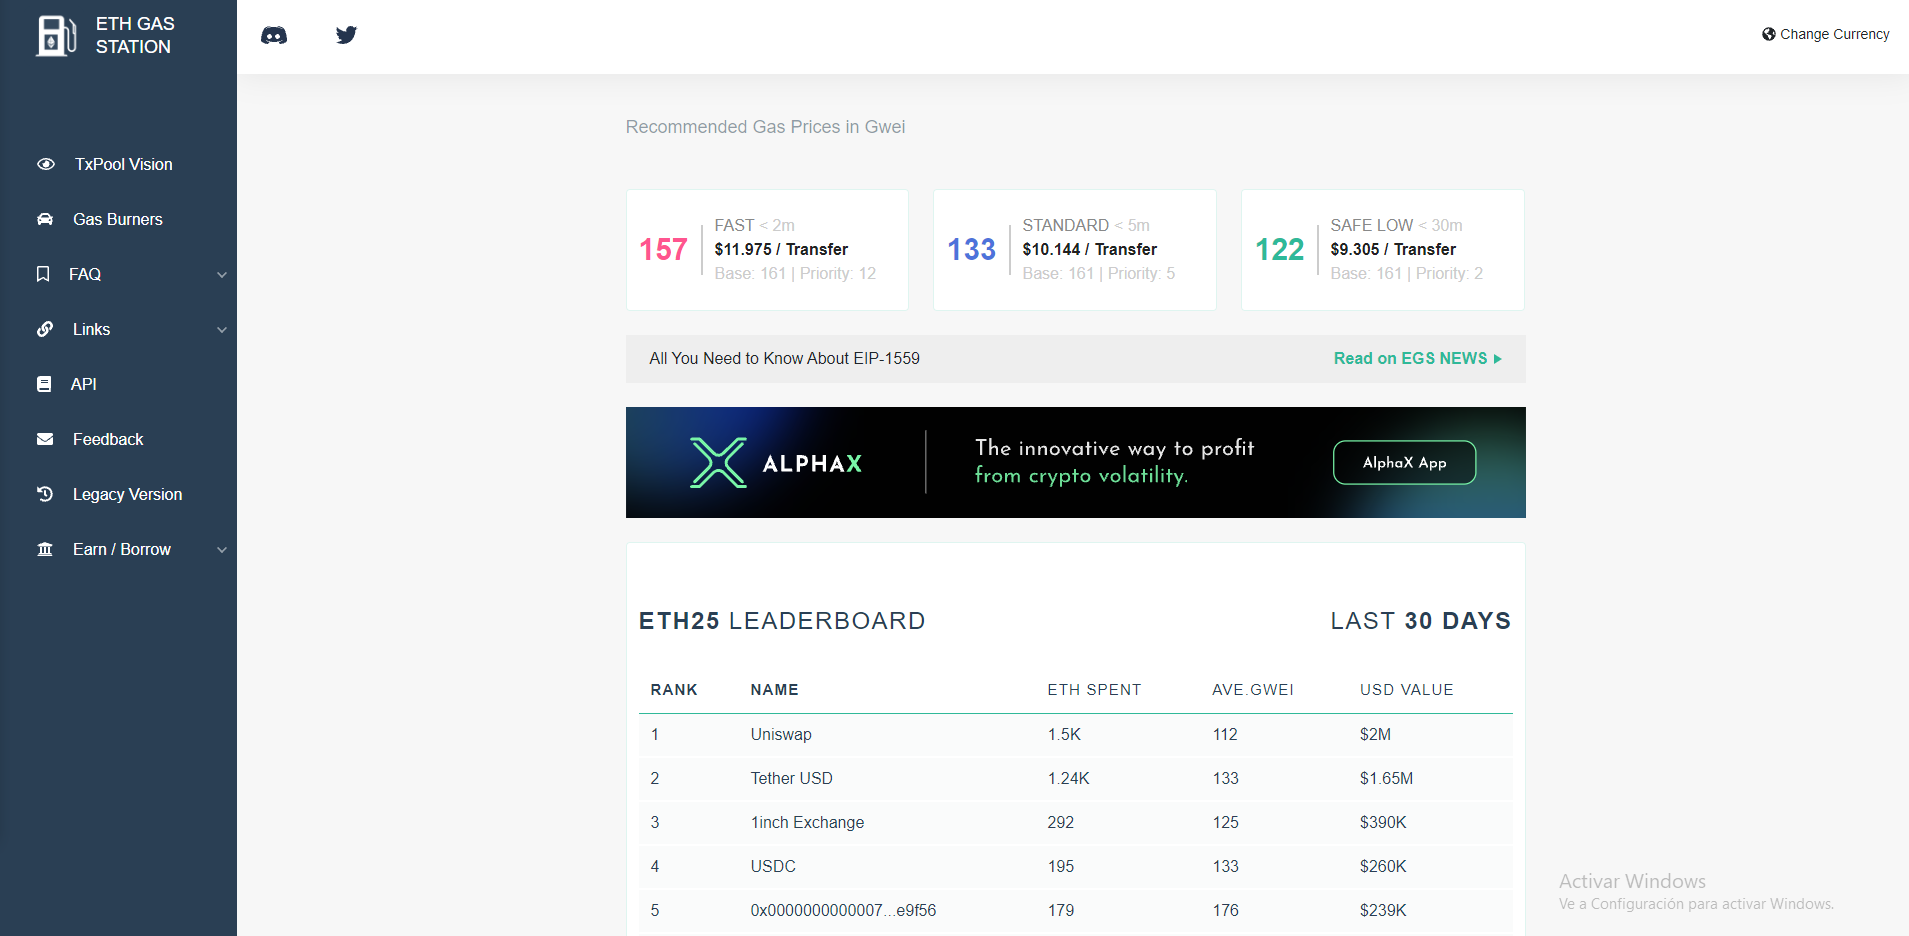 ETH GAS
STATION
Change Currency
TxPool Vision
Gas Burners
FAQ
Links
API
Feedback
Legacy Version
Earn / Borrow
Recommended Gas Prices in Gwei
157
FAST < 2m
$11.975 / Transfer
Base: 161 | Priority: 12
133
STANDARD < 5m
$10.144 / Transfer
Base: 161 | Priority: 5
122
SAFE LOW < 30m
$9.305 / Transfer
Base: 161 | Priority: 2
All You Need to Know About EIP-1559 Read on EGS NEWS
ALPHAX
The innovative way to profit
from crypto volatility.
AlphaX App
ETH25 LEADERBOARD LAST 30 DAYS
RANK NAME ETH SPENT AVE.GWEI USD VALUE
1 Uniswap 1.5K 112 $2M
2 Tether USD 1.24K 133 $1.65M
3 1inch Exchange 292 125 $390K
4 USDC 195 133 $260K
5 0x0000000000007...e9f56 179 176 $239K
Activar Windows
Ve a Configuración para activar Windows.